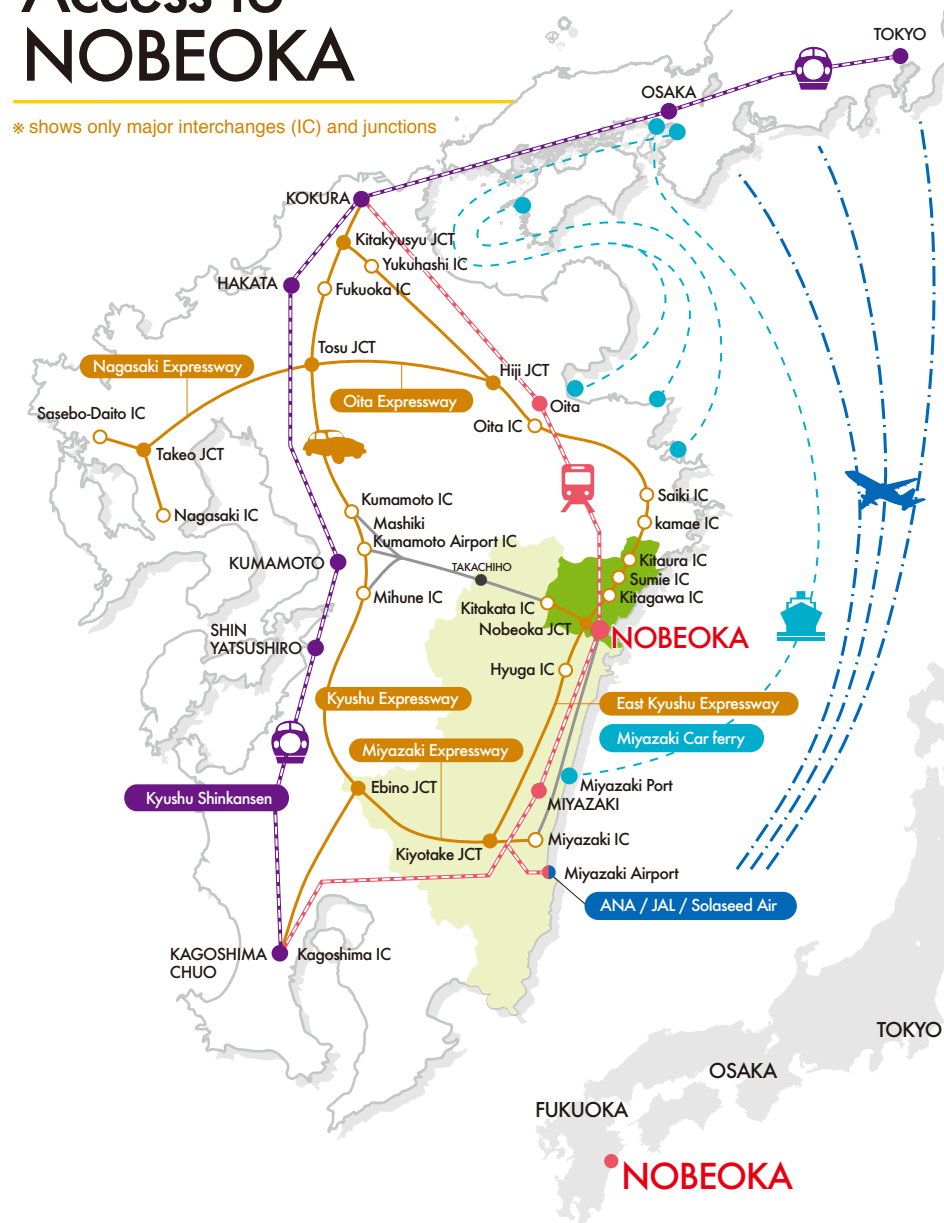 Access to
NOBEOKA
※ shows only major interchanges (IC) and junctions
TOKYO
OSAKA
KOKURA
Kitakyusyu JCT
Yukuhashi IC
HAKATA
Fukuoka IC
Tosu JCT
Nagasaki Expressway
Hiji JCT
Oita Expressway
Oita
Sasebo-Daito IC
Oita IC
Takeo JCT
Saiki IC
Kumamoto IC
Nagasaki IC
kamae IC
Mashiki
Kumamoto Airport IC
KUMAMOTO
TAKACHIHO
Kitaura IC
Sumie IC
Mihune IC
Kitagawa IC
Kitakata IC
Nobeoka JCT
NOBEOKA
SHIN
YATSUSHIRO
Hyuga IC
Kyushu Expressway
East Kyushu Expressway
Miyazaki Car ferry
Miyazaki Expressway
Ebino JCT
Miyazaki Port
Kyushu Shinkansen
MIYAZAKI
Miyazaki IC
Kiyotake JCT
Miyazaki Airport
ANA / JAL / Solaseed Air
KAGOSHIMA
CHUO
Kagoshima IC
TOKYO
OSAKA
FUKUOKA
NOBEOKA